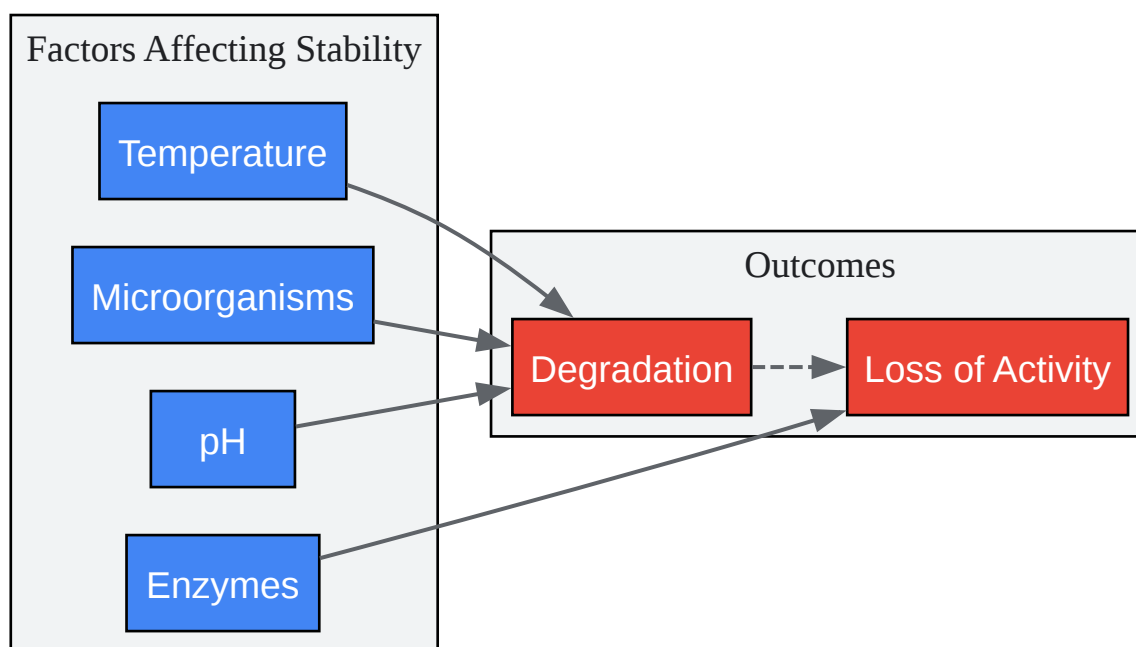 Factors Affecting Stability
Temperature
Microorganisms
pH
Enzymes
Outcomes
Degradation
Loss of Activity